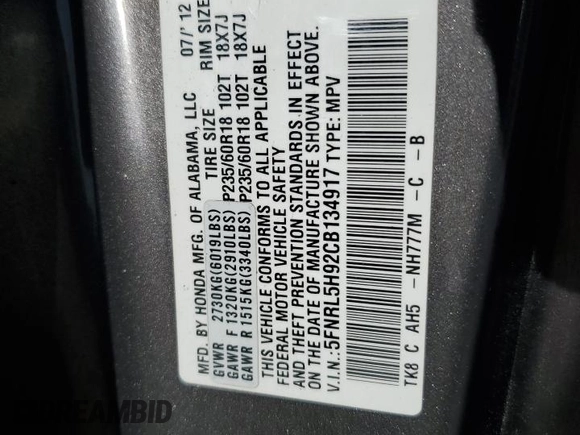 MFD. BY HONDA MFG. OF ALABAMA, LLC 07/'12
TIRE SIZE RIM SIZE
GVWR 2730KG(6019LBS)
GAWR F 1320KG(2910LBS) P235/60R18 102T 18X7J
GAWR R 1515KG(3340LBS) P235/60R18 102T 18X7J
THIS VEHICLE CONFORMS TO ALL APPLICABLE
FEDERAL MOTOR VEHICLE SAFETY
AND THEFT PREVENTION STANDARDS IN EFFECT
ON THE DATE OF MANUFACTURE SHOWN ABOVE.
V.I.N.:5FNRL5H92CB134917 TYPE: MPV
TK8 C AH5 -NH777M -C -B
DREAMBID